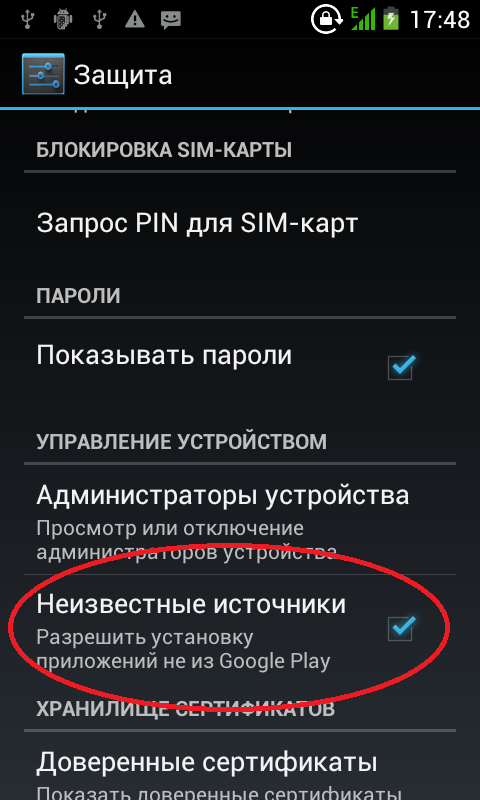 E 17:48
Защита
БЛОКИРОВКА SIM-КАРТЫ
Запрос PIN для SIM-карт
ПАРОЛИ
Показывать пароли
УПРАВЛЕНИЕ УСТРОЙСТВОМ
Администраторы устройства
Просмотр или отключение
администраторов устройства
Неизвестные источники
Разрешить установку
приложений не из Google Play
ХРАНИЛИЩЕ СЕРТИФИКАТОВ
Доверенные сертификаты
Показать доверенные сертификаты